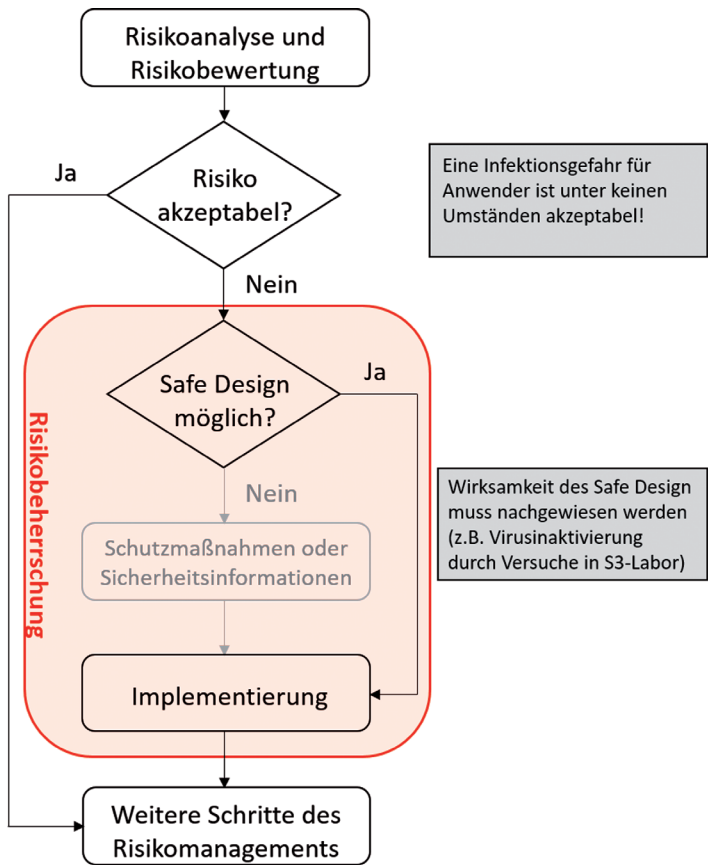 Risikoanalyse und
Risikobewertung
Ja
Risiko
akzeptabel?
Eine Infektionsgefahr für
Anwender ist unter keinen
Umständen akzeptabel!
Nein
Safe Design
möglich?
Ja
Risikobeherrschung
Nein
Wirksamkeit des Safe Design
muss nachgewiesen werden
(z.B. Virusinaktivierung
durch Versuche in S3-Labor)
Schutzmaßnahmen oder
Sicherheitsinformationen
Implementierung
Weitere Schritte des
Risikomanagements